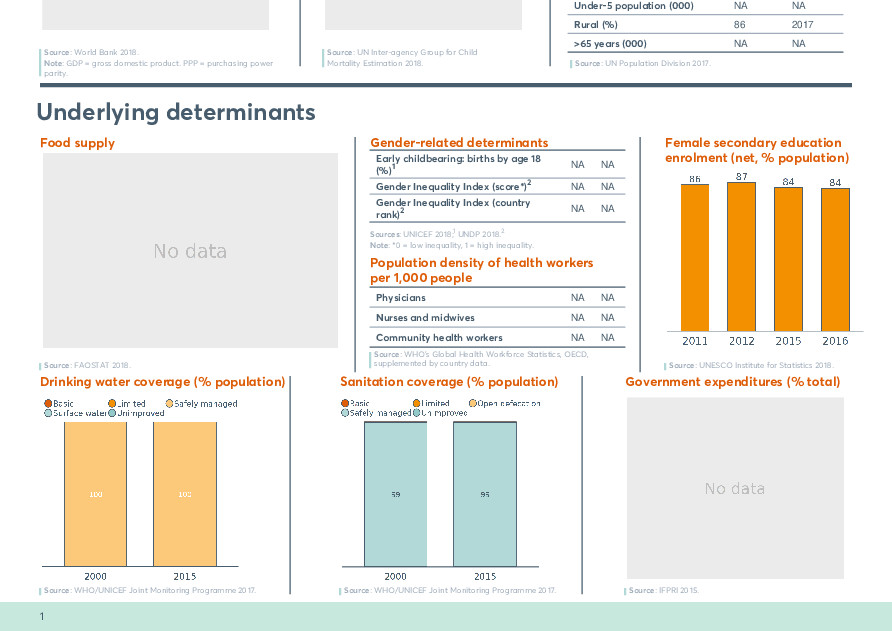 Under-5 population (000) NA NA
Rural (%) 86 2017
>65 years (000) NA NA
Source: World Bank 2018.
Note: GDP = gross domestic product. PPP = purchasing power
parity.
Source: UN Inter-agency Group for Child
Mortality Estimation 2018.
Source: UN Population Division 2017.
Underlying determinants
Food supply
No data
Source: FAOSTAT 2018.
Gender-related determinants
Early childbearing: births by age 18
(%)1 NA NA
Gender Inequality Index (score*)2 NA NA
Gender Inequality Index (country
rank)2 NA NA
Sources: UNICEF 2018,1 UNDP 2018.2
Note: *0 = low inequality, 1 = high inequality.
Population density of health workers
per 1,000 people
Physicians NA NA
Nurses and midwives NA NA
Community health workers NA NA
Source: WHO's Global Health Workforce Statistics, OECD,
supplemented by country data.
Female secondary education
enrolment (net, % population)
86 87 84 84
2011 2012 2015 2016
Source: UNESCO Institute for Statistics 2018.
Drinking water coverage (% population)
Basic Limited Safely managed
Surface water Unimproved
100 100
2000 2015
Source: WHO/UNICEF Joint Monitoring Programme 2017.
Sanitation coverage (% population)
Basic Limited Open defecation
Safely managed Unimproved
2000 2015
Source: WHO/UNICEF Joint Monitoring Programme 2017.
Government expenditures (% total)
No data
Source: IFPRI 2015.
1